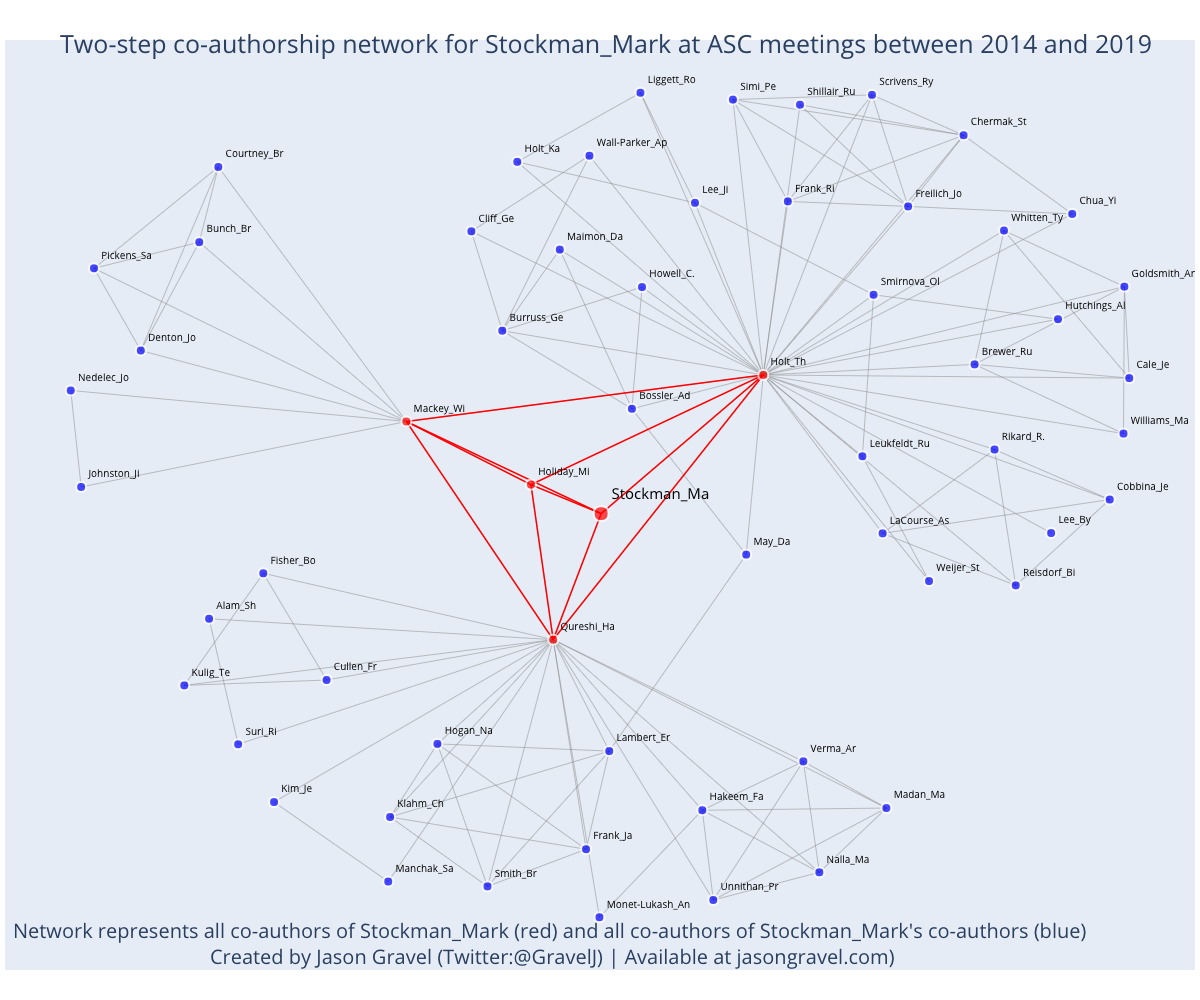 Two-step co-authorship network for Stockman_Mark at ASC meetings between 2014 and 2019
Liggett_Ro
Simi_Pe
Shillair_Ru
Scrivens_Ry
Chermak_St
Holt_Ka
Wall-Parker_Ap
Courtney_Br
Lee_Ji
Frank_Ri
Freilich_Jo
Chua_Yi
Whitten_Ty
Cliff_Ge
Bunch_Br
Maimon_Da
Pickens_Sa
Howell_C.
Smirnova_Ol
Goldsmith_An
Hutchings_Al
Burruss_Ge
Denton_Jo
Brewer_Ru
Holt_Th
Cale_Je
Nedelec_Jo
Mackey_Wi
Bossler_Ad
Williams_Ma
Leukfeldt_Ru
Rikard_R.
Johnston_Ji
Holiday_Mi
Stockman_Ma
Cobbina_Je
LaCourse_As
Lee_By
May_Da
Weijer_St
Reisdorf_Bi
Fisher_Bo
Alam_Sh
Qureshi_Ha
Kulig_Te
Cullen_Fr
Suri_Ri
Hogan_Na
Lambert_Er
Verma_Ar
Kim_Je
Klahm_Ch
Hakeem_Fa
Madan_Ma
Frank_Ja
Manchak_Sa
Smith_Br
Nalla_Ma
Unnithan_Pr
Monet-Lukash_An
Network represents all co-authors of Stockman_Mark (red) and all co-authors of Stockman_Mark's co-authors (blue)
Created by Jason Gravel (Twitter:@GravelJ) | Available at jasongravel.com)